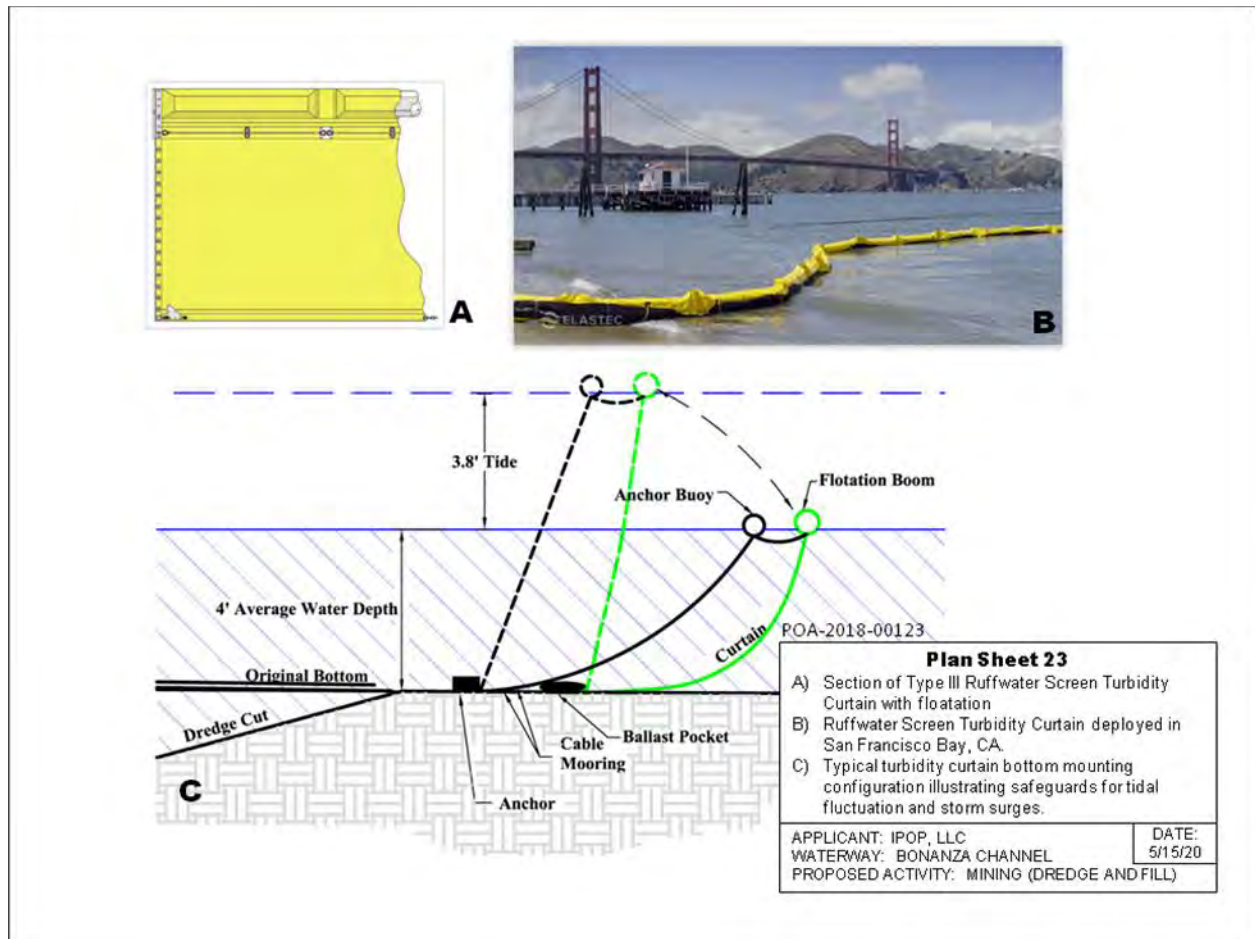 A
ELASTEC
B
3.8' Tide
Anchor Buoy
Flotation Boom
4' Average Water Depth
Curtain
Original Bottom
Dredge Cut
Ballast Pocket
Cable
Mooring
Anchor
C
POA-2018-00123
Plan Sheet 23
A) Section of Type III Ruffwater Screen Turbidity
Curtain with floatation
B) Ruffwater Screen Turbidity Curtain deployed in
San Francisco Bay, CA.
C) Typical turbidity curtain bottom mounting
configuration illustrating safeguards for tidal
fluctuation and storm surges.
APPLICANT: IPOP, LLC
WATERWAY: BONANZA CHANNEL
PROPOSED ACTIVITY: MINING (DREDGE AND FILL)
DATE:
5/15/20